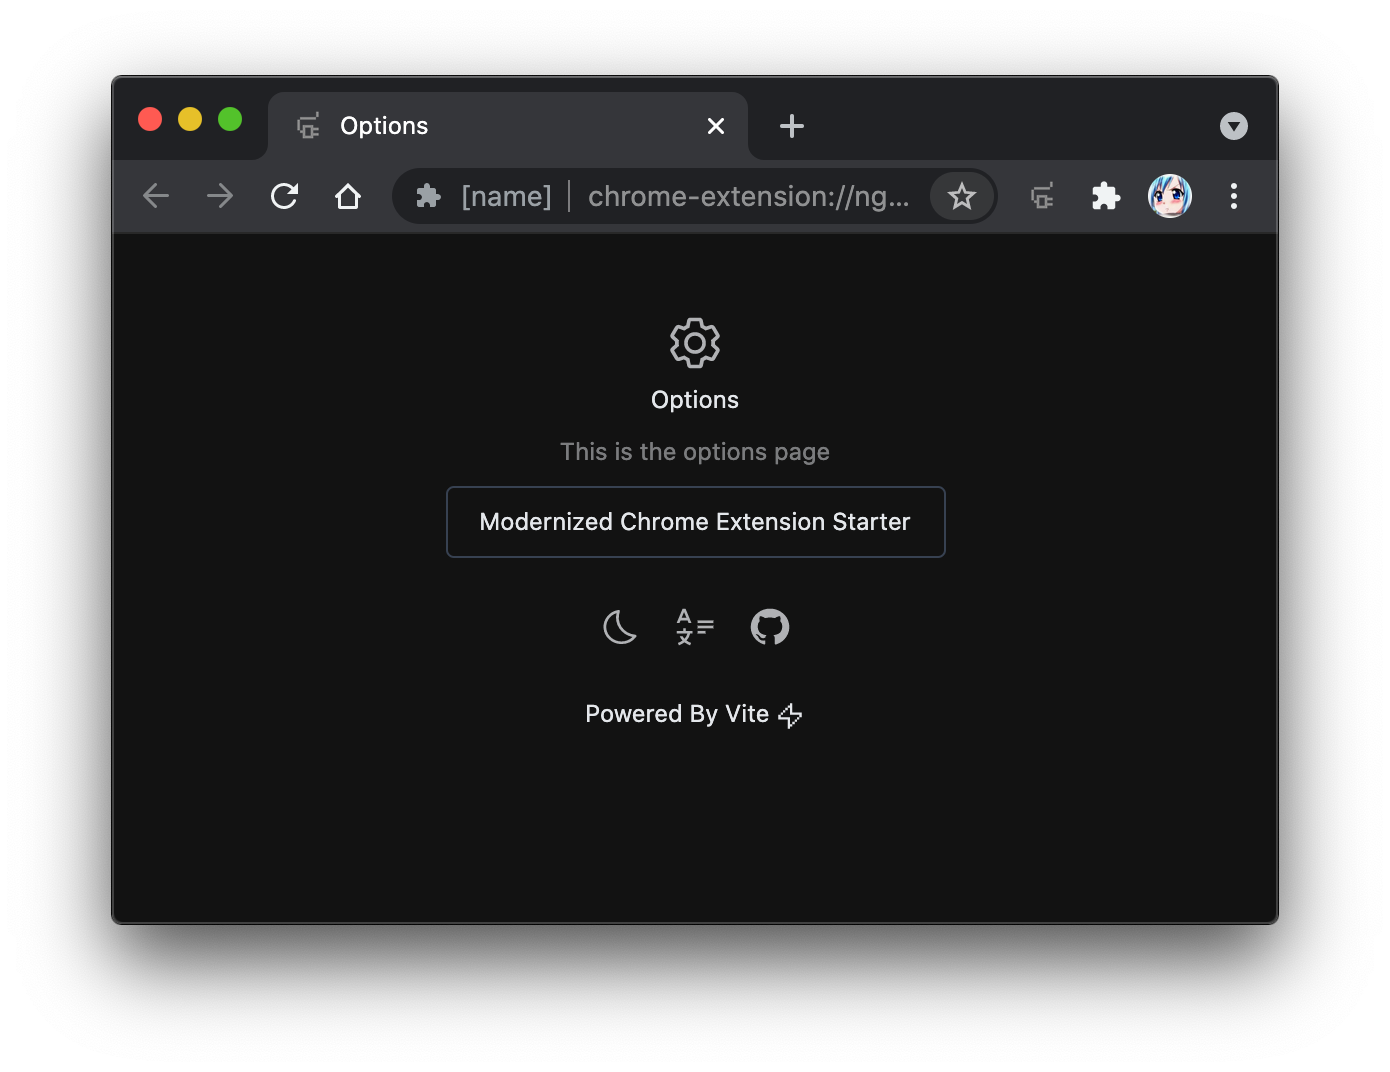 Options
[name] chrome-extension://ng...
Options
This is the options page
Modernized Chrome Extension Starter
Powered By Vite